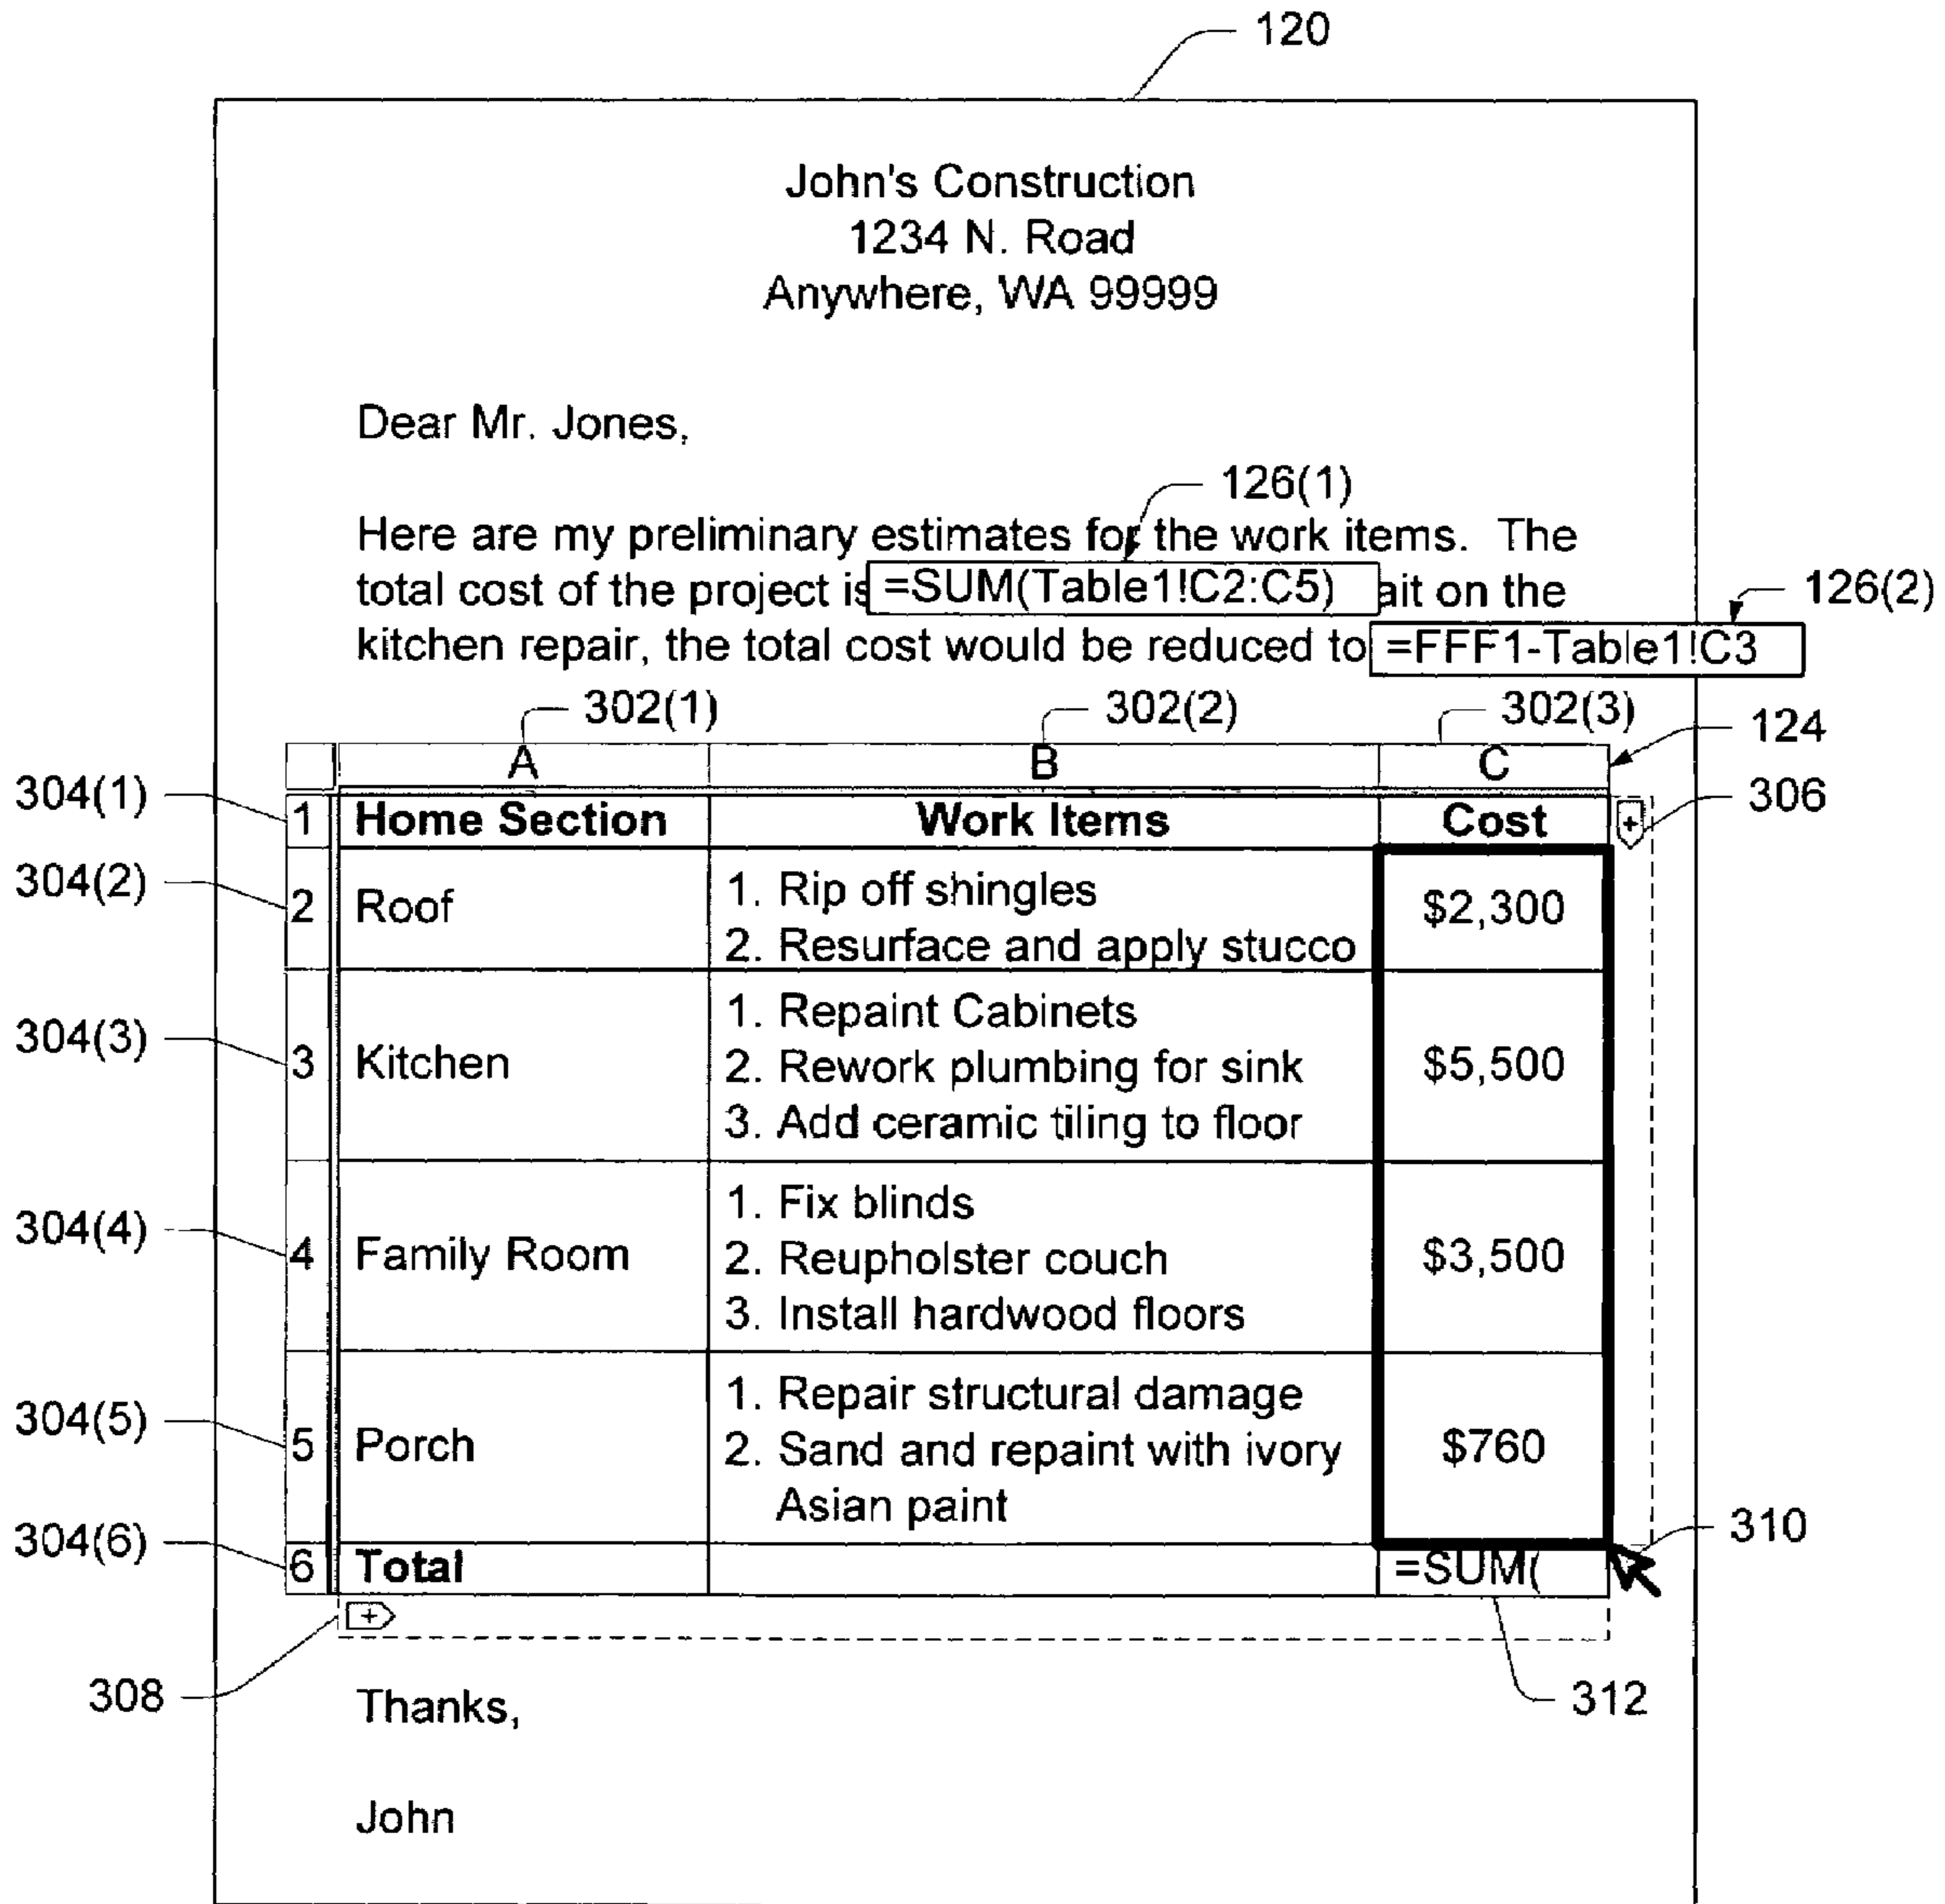 120
John's Construction
1234 N. Road
Anywhere, WA 99999
Dear Mr. Jones,
126(1)
Here are my preliminary estimates for the work items. The
total cost of the project is =SUM(Table1!C2:C5) ait on the
126(2)
kitchen repair, the total cost would be reduced to =FFF1-Table1!C3
302(1) 302(2) 302(3)
124
A B C
306
304(1) 1 Home Section Work Items Cost +
304(2) 2 Roof 1. Rip off shingles $2,300
2. Resurface and apply stucco
304(3) 3 Kitchen 1. Repaint Cabinets $5,500
2. Rework plumbing for sink
3. Add ceramic tiling to floor
304(4) 4 Family Room 1. Fix blinds $3,500
2. Reupholster couch
3. Install hardwood floors
304(5) 5 Porch 1. Repair structural damage $760
2. Sand and repaint with ivory
Asian paint
310
304(6) 6 Total =SUM(
+
308
312
Thanks,
John